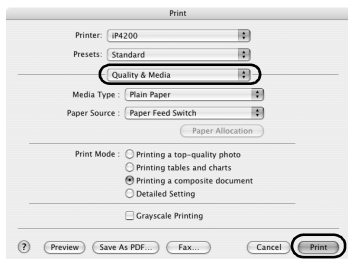 Print
Printer: iP4200
Presets: Standard
Quality & Media
Media Type : Plain Paper
Paper Source : Paper Feed Switch
Paper Allocation
Print Mode : Printing a top-quality photo
Printing tables and charts
Printing a composite document
Detailed Setting
Grayscale Printing
? Preview Save As PDF... Fax... Cancel Print